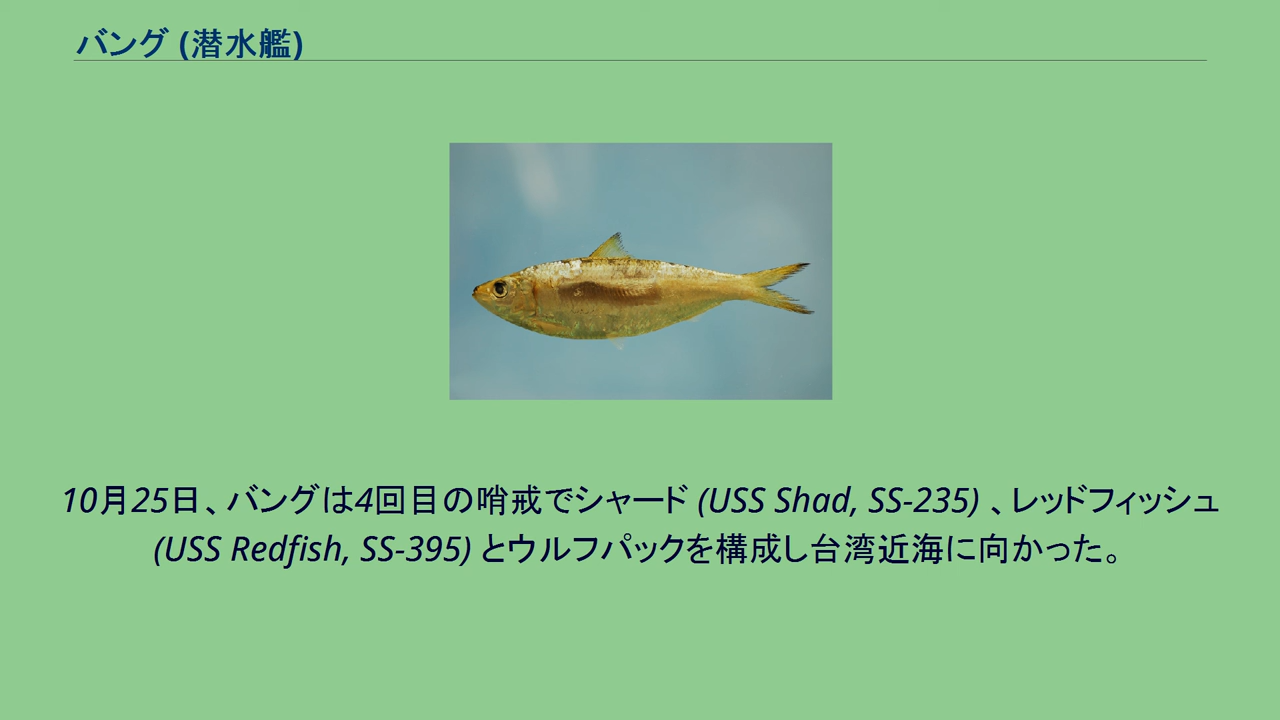 バング (潜水艦)
10月25日、バングは4回目の哨戒でシャード (USS Shad, SS-235) 、レッドフィッシュ
(USS Redfish, SS-395) とウルフパックを構成し台湾近海に向かった。